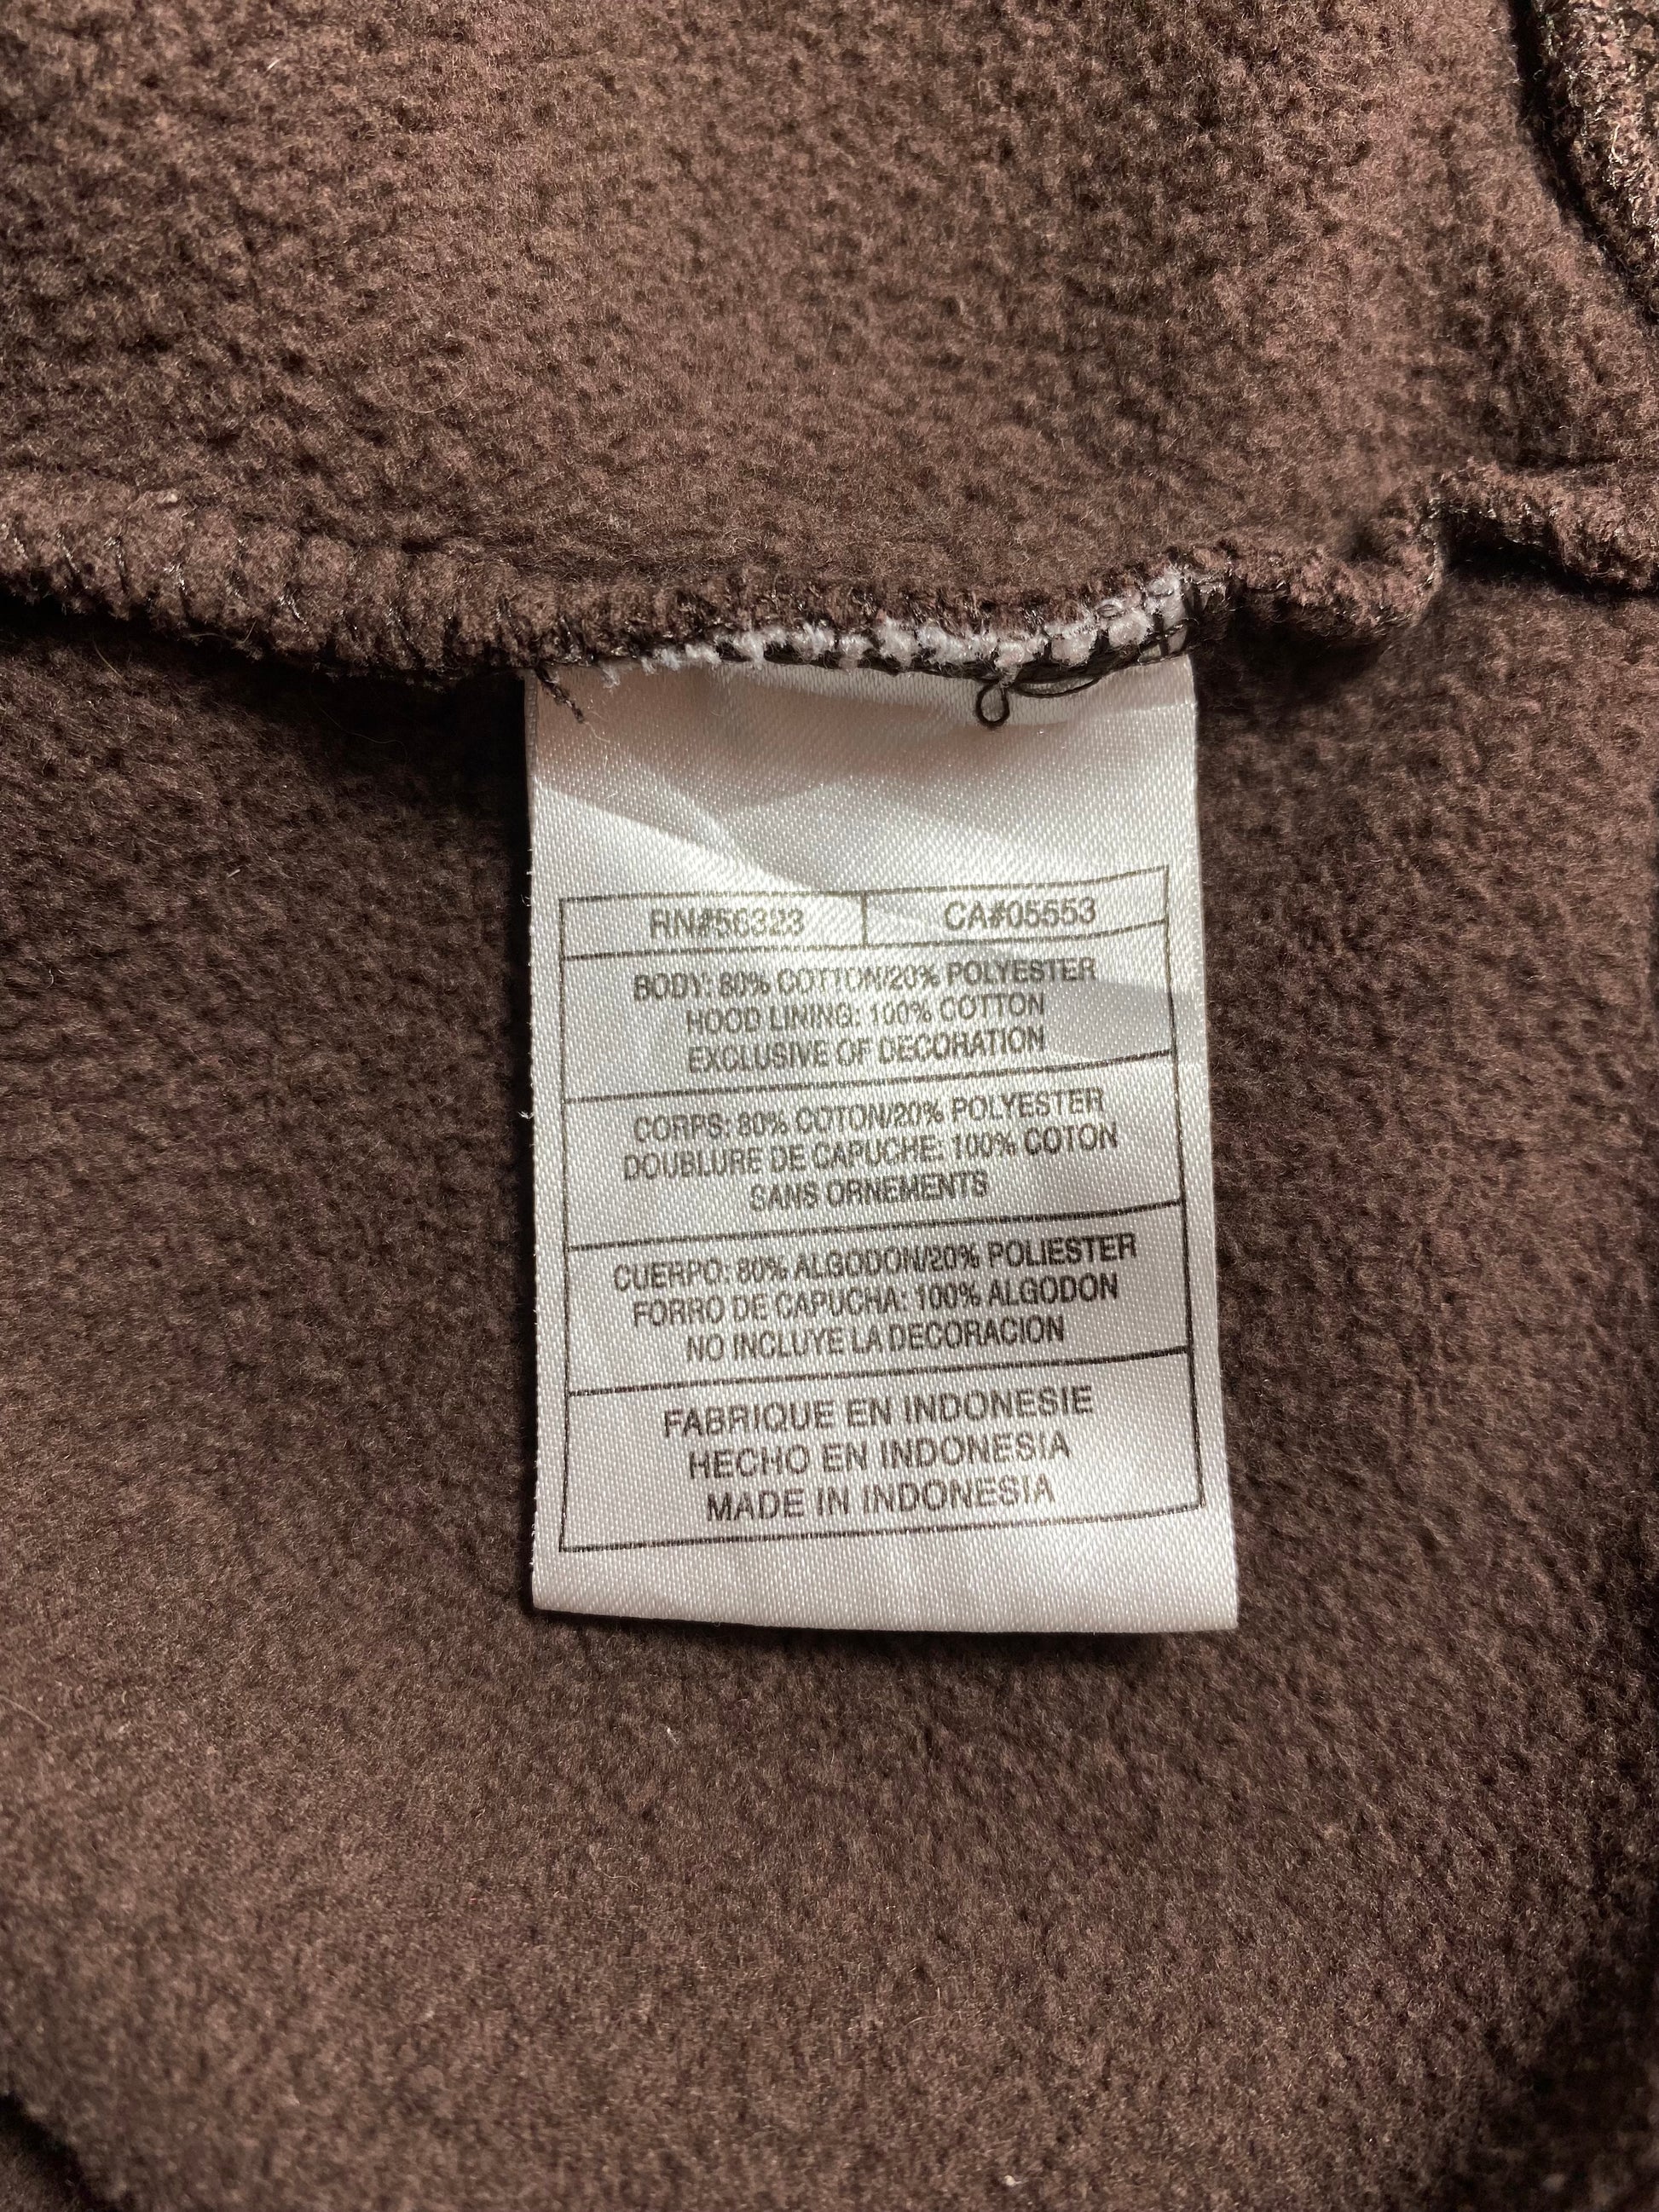 RN#56323 CA#05553
BODY: 80% COTTON/20% POLYESTER
HOOD LINING: 100% COTTON
EXCLUSIVE OF DECORATION
CORPS: 80% COTON/20% POLYESTER
DOUBLURE DE CAPUCHE: 100% COTON
SANS ORNEMENTS
CUERPO: 80% ALGODON/20% POLIESTER
FORRO DE CAPUCHA: 100% ALGODON
NO INCLUYE LA DECORACION
FABRIQUE EN INDONESIE
HECHO EN INDONESIA
MADE IN INDONESIA